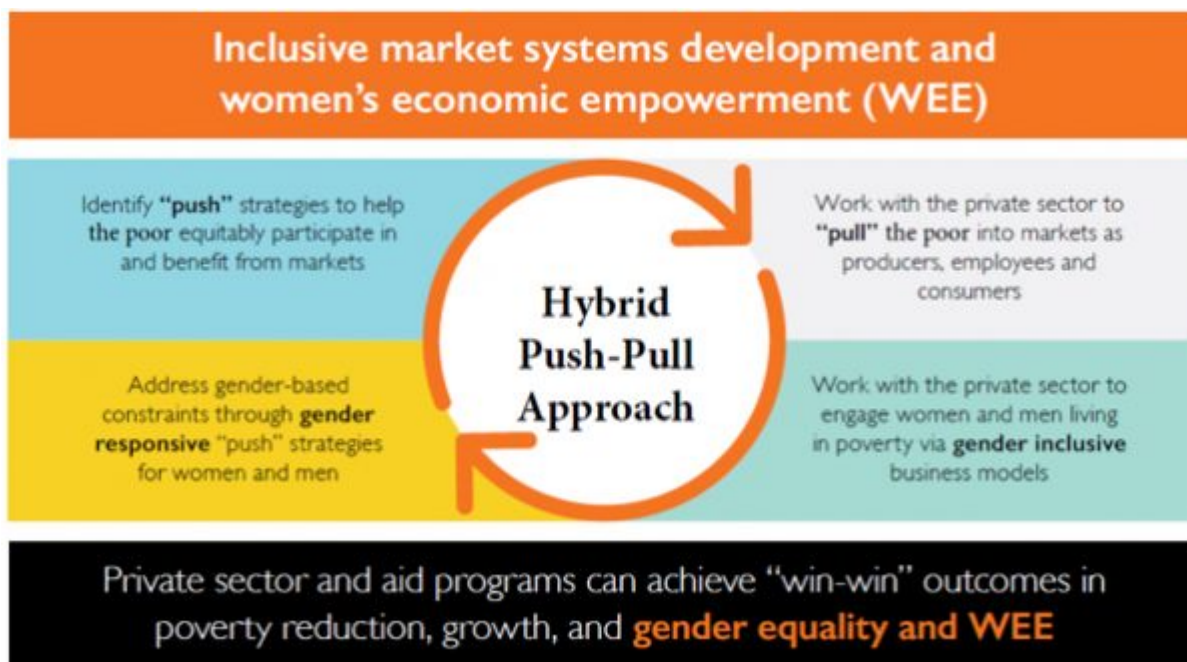 Inclusive market systems development and
women's economic empowerment (WEE)
Identify "push" strategies to help
the poor equitably participate in
and benefit from markets
Work with the private sector to
"pull" the poor into markets as
producers, employees and
consumers
Hybrid
Push-Pull
Approach
Address gender-based
constraints through gender
responsive "push" strategies
for women and men
Work with the private sector to
engage women and men living
in poverty via gender inclusive
business models
Private sector and aid programs can achieve "win-win" outcomes in
poverty reduction, growth, and gender equality and WEE